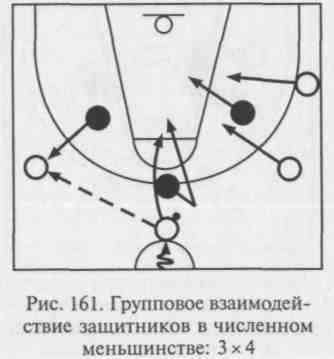 Рис. 161. Групповое взаимодей-
ствие защитников в численном
меньшинстве: 3 × 4